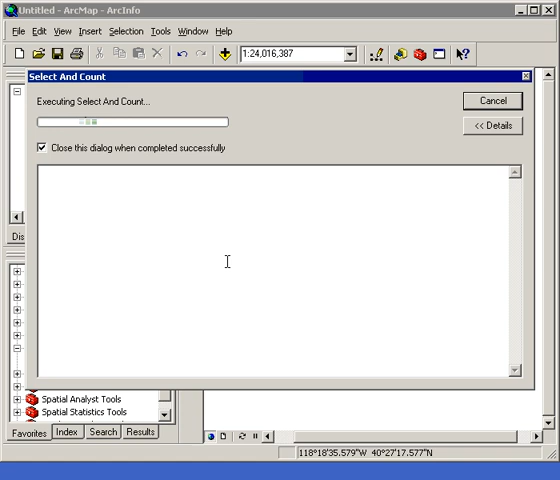 Untitled - ArcMap - ArcInfo
File Edit View Insert Selection Tools Window Help
1:24,016,387
Select And Count
Executing Select And Count...
Cancel
<< Details
Close this dialog when completed successfully
Dis
Spatial Analyst Tools
Spatial Statistics Tools
Favorites Index Search Results
118°18'35.579"W 40°27'17.577"N